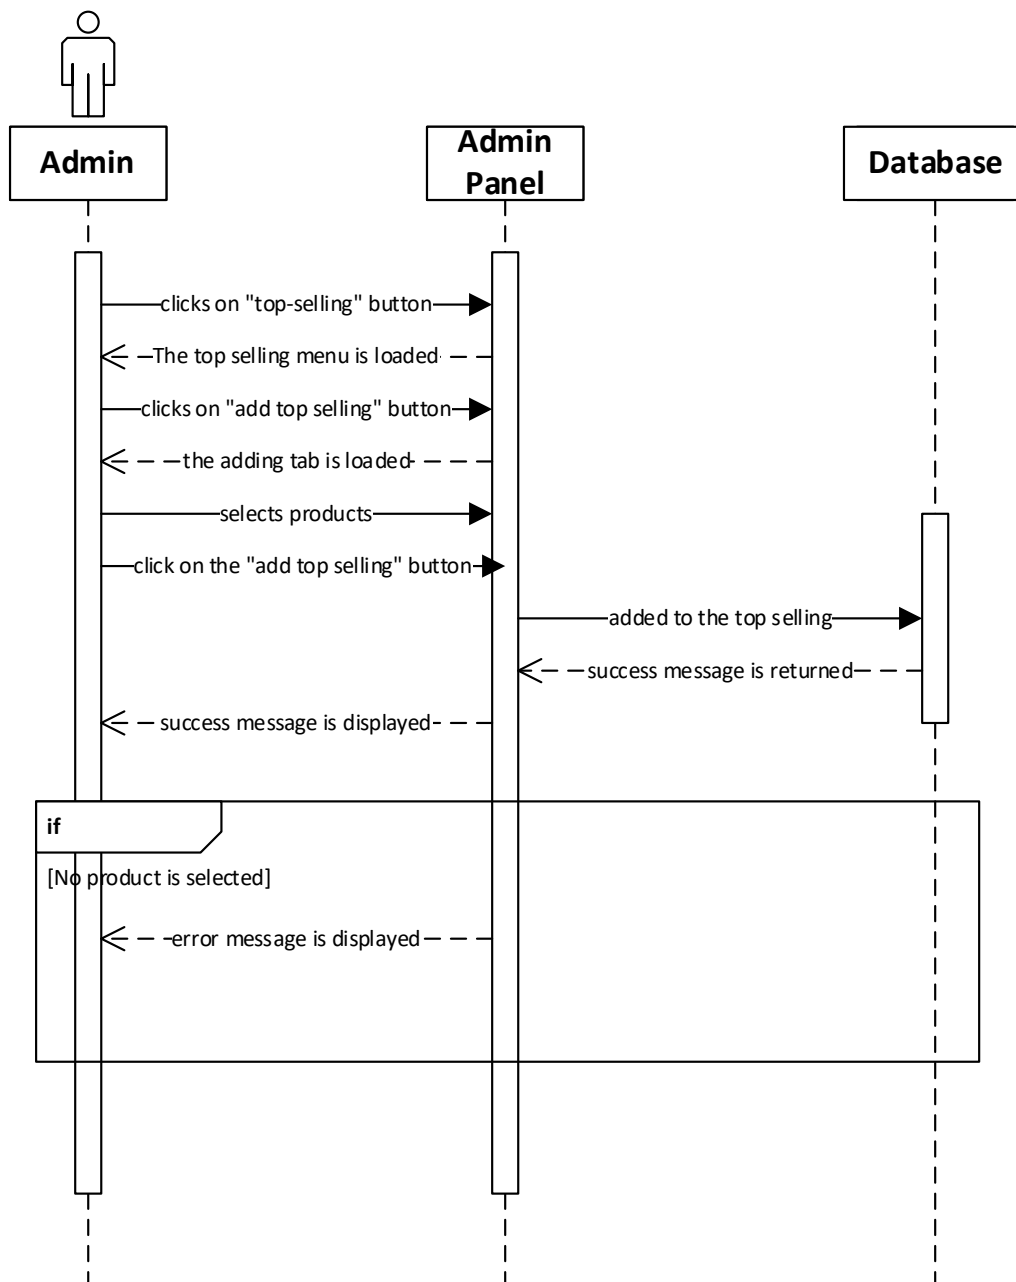 Admin
Admin
Panel
Database
clicks on "top-selling" button
The top selling menu is loaded
clicks on "add top selling" button
the adding tab is loaded
selects products
click on the "add top selling" button
added to the top selling
success message is returned
success message is displayed
if
[No product is selected]
error message is displayed